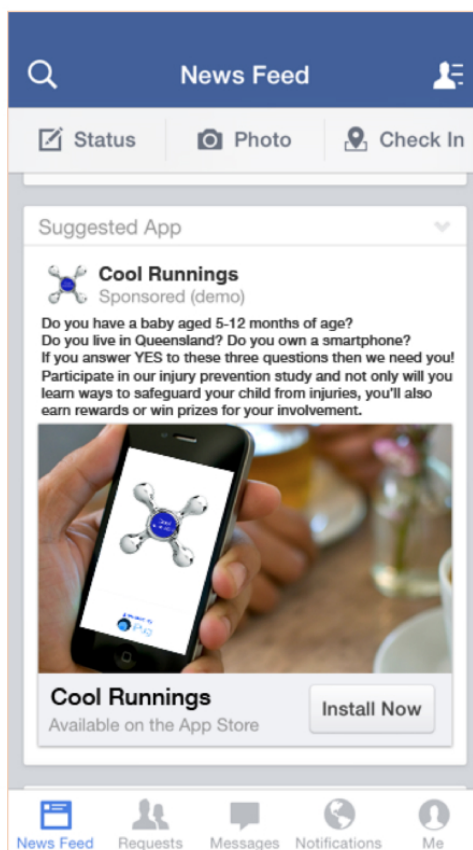 News Feed
Status
Photo
Check In
Suggested App
Cool Runnings
Sponsored (demo)
Do you have a baby aged 5-12 months of age?
Do you live in Queensland? Do you own a smartphone?
If you answer YES to these three questions then we need you!
Participate in our injury prevention study and not only will you
learn ways to safeguard your child from injuries, you'll also
earn rewards or win prizes for your involvement.
Cool Runnings
Available on the App Store
Install Now
News Feed
Requests
Messages
Notifications
Me